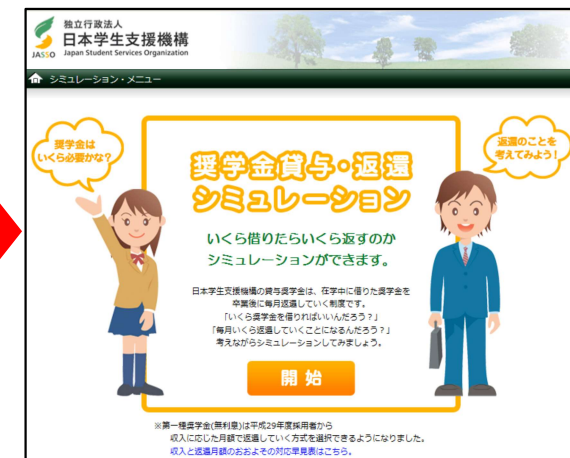 独立行政法人
日本学生支援機構
JASSO Japan Student Services Organization
シミュレーション・メニュー
奨学金は
いくら必要かな?
返還のことを
考えてみよう!
奨学金貸与・返還
シミュレーション
いくら借りたらいくら返すのか
シミュレーションができます。
日本学生支援機構の貸与奨学金は、在学中に借りた奨学金を
卒業後に毎月返還していく制度です。
「いくら奨学金を借りればいいんだろう?」
「毎月いくら返還していくことになるんだろう?」
考えながらシミュレーションしてみましょう。
開 始
※第一種奨学金(無利息)は平成29年度採用者から
収入に応じた月額で返還していく方式を選択できるようになりました。
収入と返還月額のおおよその対応早見表はこちら。